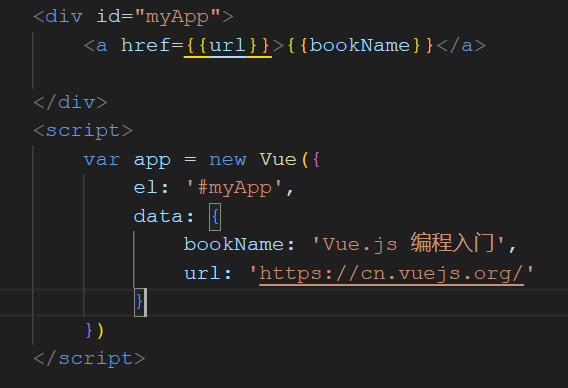 <div id="myApp">
<a href={{url}}>{{bookName}}</a>
</div>
<script>
var app = new Vue({
el: '#myApp',
data: {
bookName: 'Vue.js 编程入门',
url: 'https://cn.vuejs.org/'
}
})
</script>